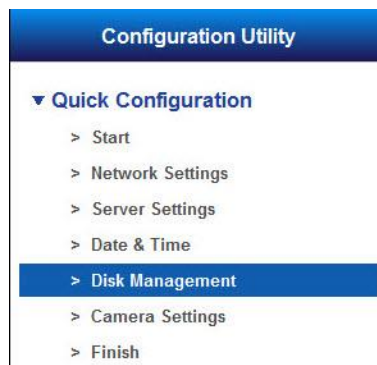 Configuration Utility
▼ Quick Configuration
> Start
> Network Settings
> Server Settings
> Date & Time
> Disk Management
> Camera Settings
> Finish